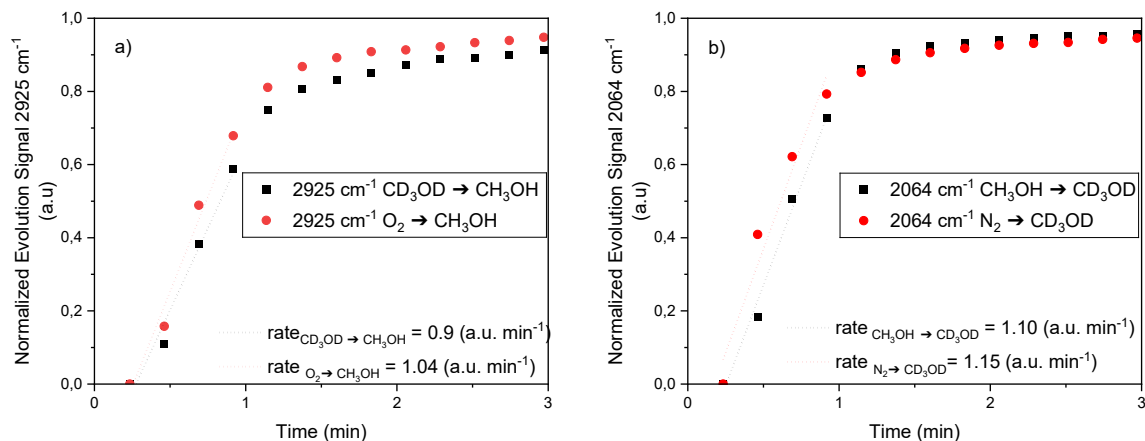 a)
Normalized Evolution Signal 2925 cm⁻¹
(a.u)
1,0
0,8
0,6
0,4
0,2
0,0
2925 cm⁻¹ CD₃OD ➔ CH₃OH
2925 cm⁻¹ O₂ ➔ CH₃OH
rate CD₃OD ➔ CH₃OH = 0.9 (a.u. min⁻¹)
rate O₂➔ CH₃OH = 1.04 (a.u. min⁻¹)
0 1 2 3
Time (min)
b)
Normalized Evolution Signal 2064 cm⁻¹
(a.u)
1,0
0,8
0,6
0,4
0,2
0,0
2064 cm⁻¹ CH₃OH ➔ CD₃OD
2064 cm⁻¹ N₂ ➔ CD₃OD
rate CH₃OH ➔ CD₃OD = 1.10 (a.u. min⁻¹)
rate N₂➔ CD₃OD= 1.15 (a.u. min⁻¹)
0 1 2 3
Time (min)